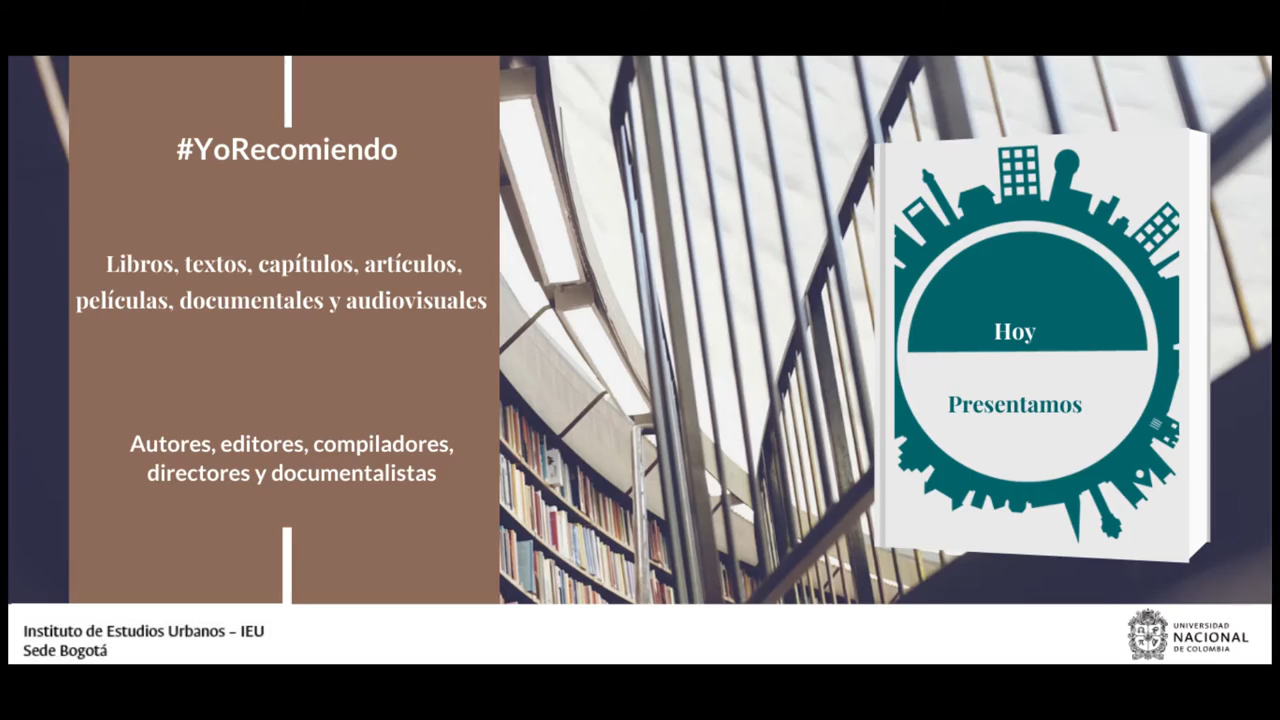 #YoRecomiendo
Libros, textos, capítulos, artículos,
películas, documentales y audiovisuales
Autores, editores, compiladores,
directores y documentalistas
Hoy
Presentamos
Instituto de Estudios Urbanos – IEU
Sede Bogotá
UNIVERSIDAD
NACIONAL
DE COLOMBIA